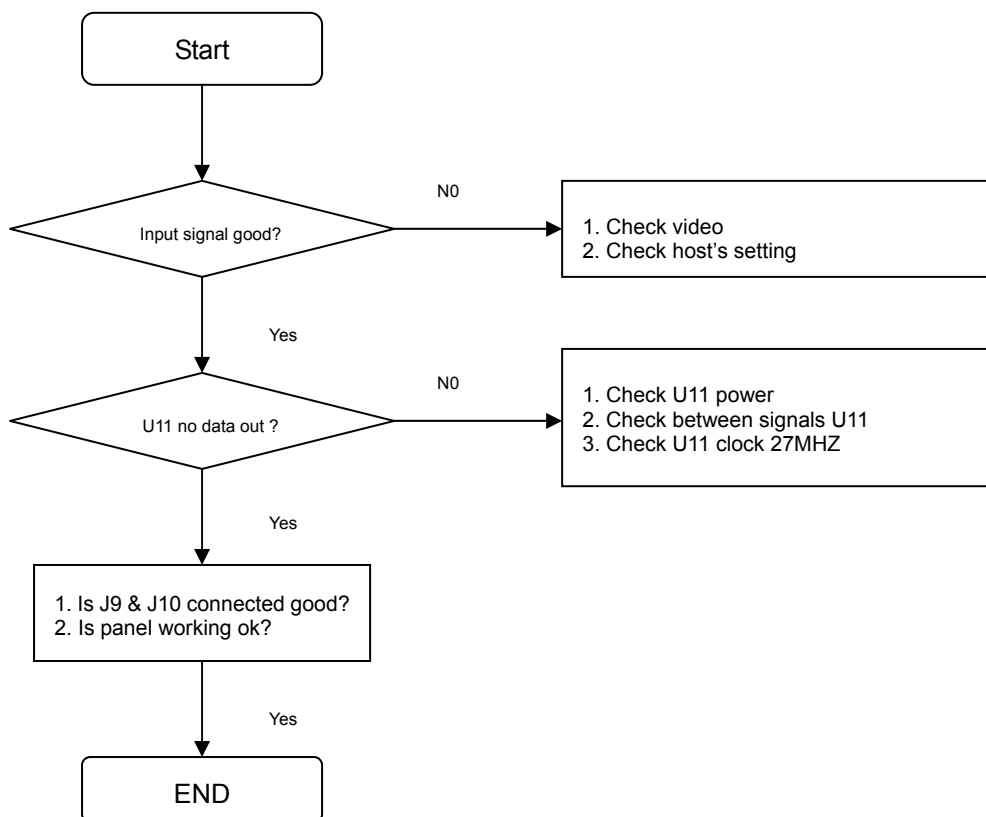 Start
N0
Input signal good?
1. Check video
2. Check host’s setting
Yes
N0
U11 no data out ?
1. Check U11 power
2. Check between signals U11
3. Check U11 clock 27MHZ
Yes
1. Is J9 & J10 connected good?
2. Is panel working ok?
Yes
END